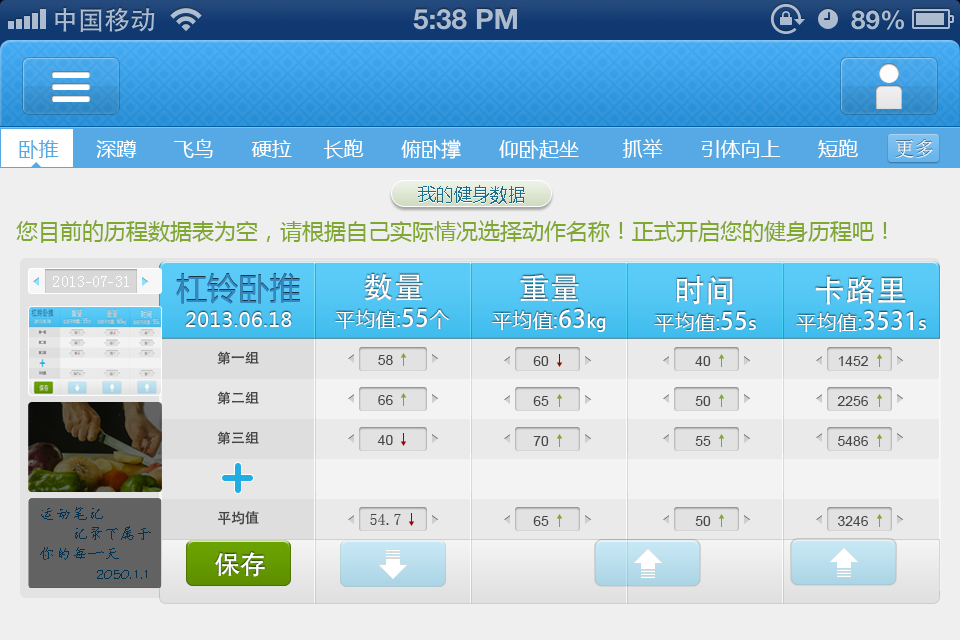 中国移动 5:38 PM 89%
卧推 深蹲 飞鸟 硬拉 长跑 俯卧撑 仰卧起坐 抓举 引体向上 短跑 更多
我的健身数据
您目前的历程数据表为空，请根据自己实际情况选择动作名称！正式开启您的健身历程吧！
2013-07-31
杠铃卧推 数量 重量 时间 卡路里
2013.06.18 平均值:55个 平均值:63kg 平均值:55s 平均值:3531s
第一组 58 ↑ 60 ↓ 40 ↑ 1452 ↑
第二组 66 ↑ 65 ↑ 50 ↑ 2256 ↑
第三组 40 ↓ 70 ↑ 55 ↑ 5486 ↑
平均值 54.7 ↓ 65 ↑ 50 ↑ 3246 ↑
保存
运动笔记
记录下属于
你的每一天
2050.1.1